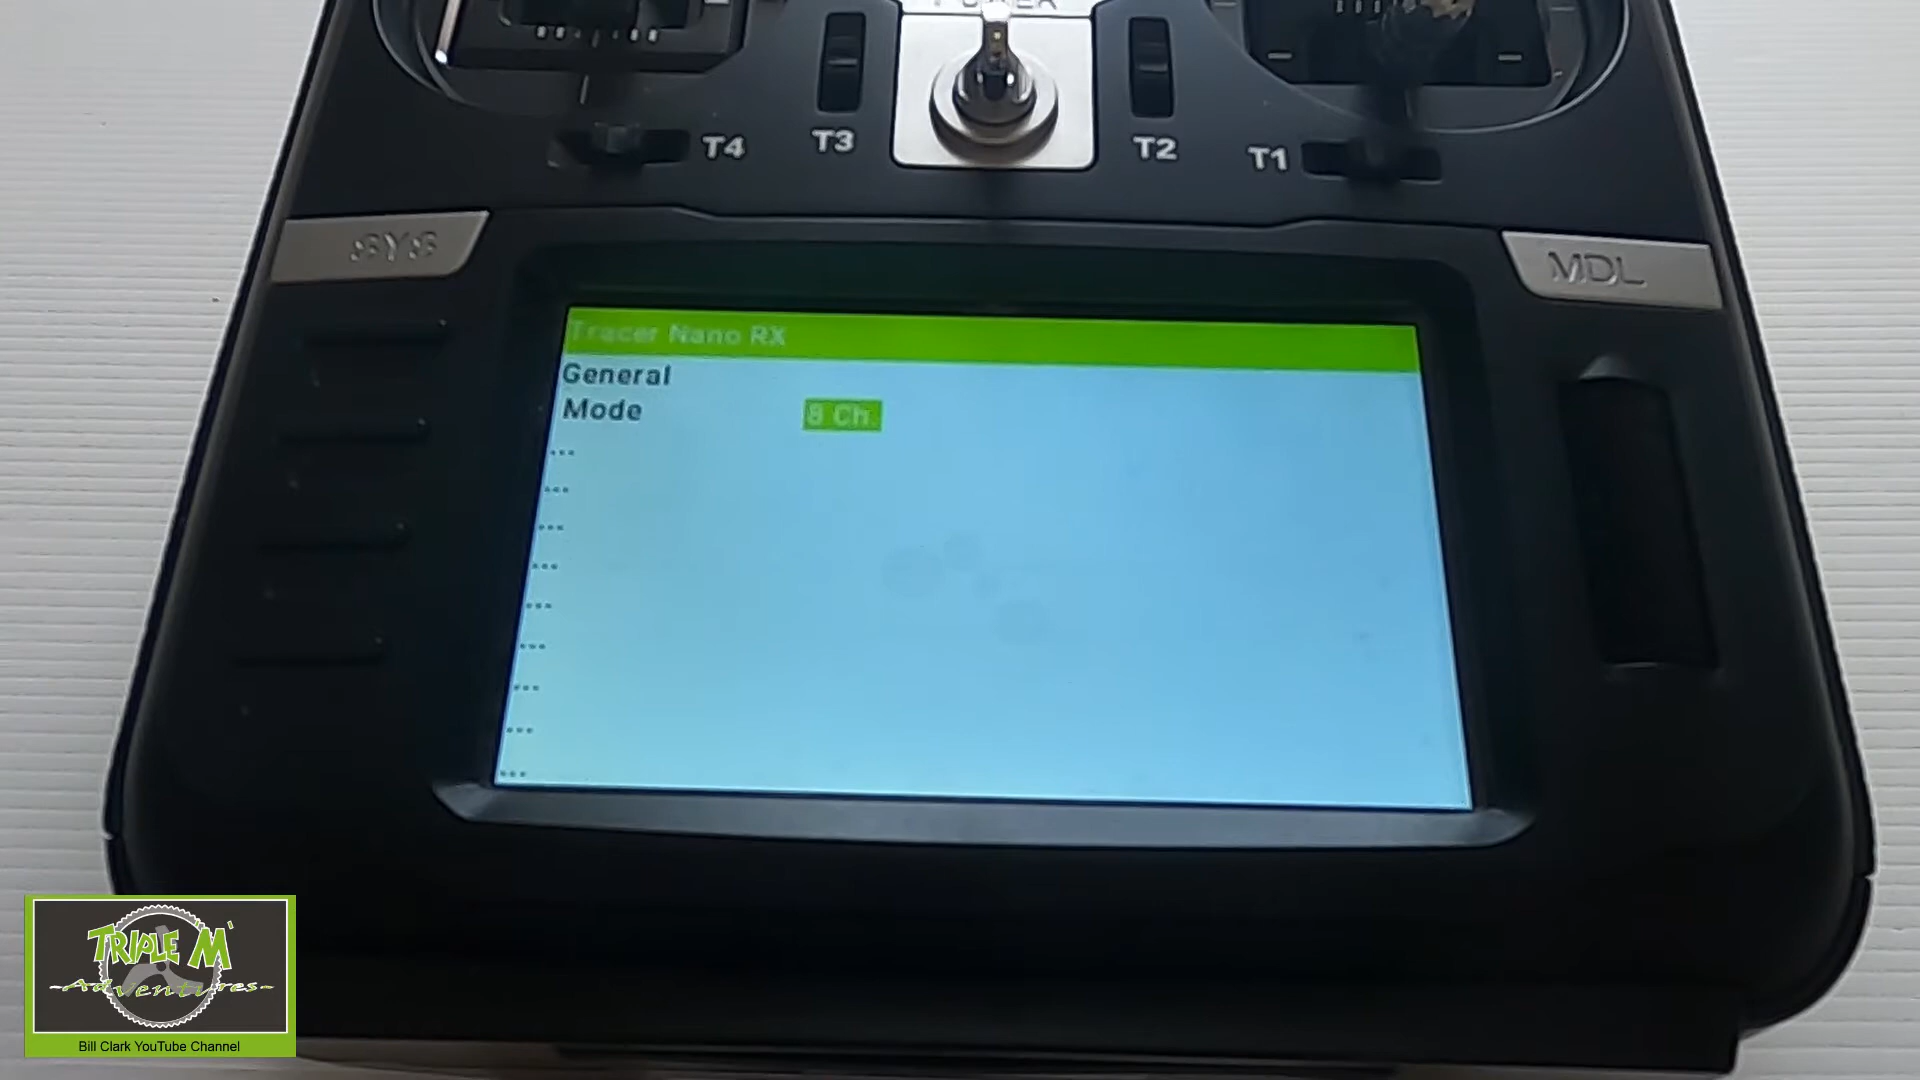 POWER
T4
T3
T2
T1
SYS
MDL
Tracer Nano RX
General
Mode 8 Ch.
...
...
...
...
...
...
...
...
...
TRIPLE M
-Adventures-
Bill Clark YouTube Channel